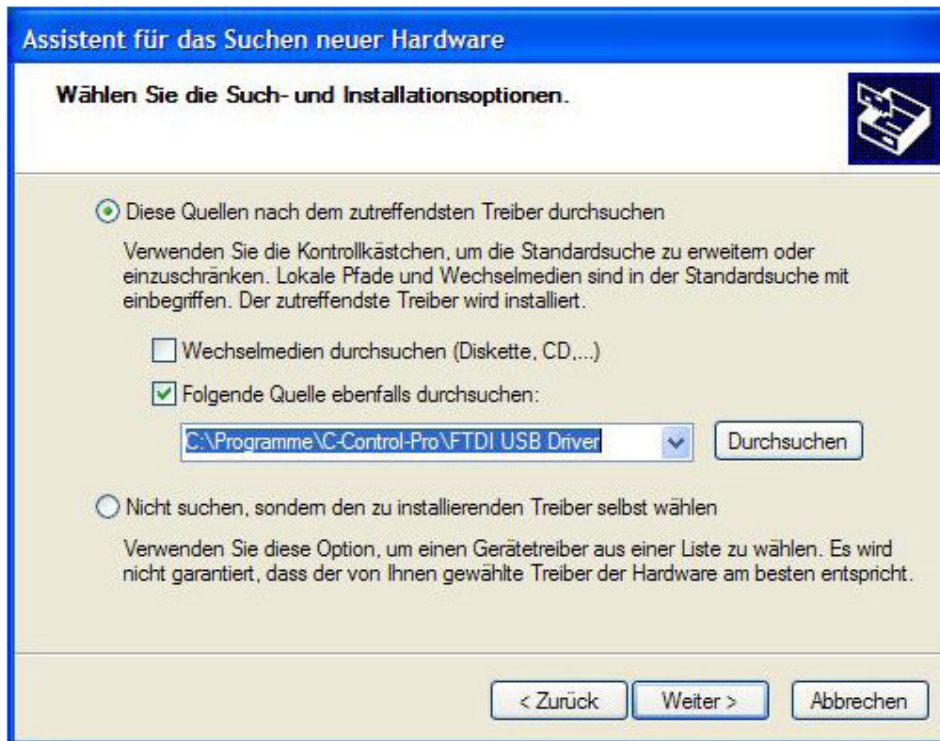 Assistent für das Suchen neuer Hardware
Wählen Sie die Such- und Installationsoptionen.
Diese Quellen nach dem zutreffendsten Treiber durchsuchen
Verwenden Sie die Kontrollkästchen, um die Standardsuche zu erweitern oder
einzuschränken. Lokale Pfade und Wechselmedien sind in der Standardsuche mit
einbegriffen. Der zutreffendste Treiber wird installiert.
Wechselmedien durchsuchen (Diskette, CD,...)
Folgende Quelle ebenfalls durchsuchen:
C:\Programme\C-Control-Pro\FTDI USB Driver
Durchsuchen
Nicht suchen, sondern den zu installierenden Treiber selbst wählen
Verwenden Sie diese Option, um einen Gerätetreiber aus einer Liste zu wählen. Es wird
nicht garantiert, dass der von Ihnen gewählte Treiber der Hardware am besten entspricht.
< Zurück Weiter > Abbrechen